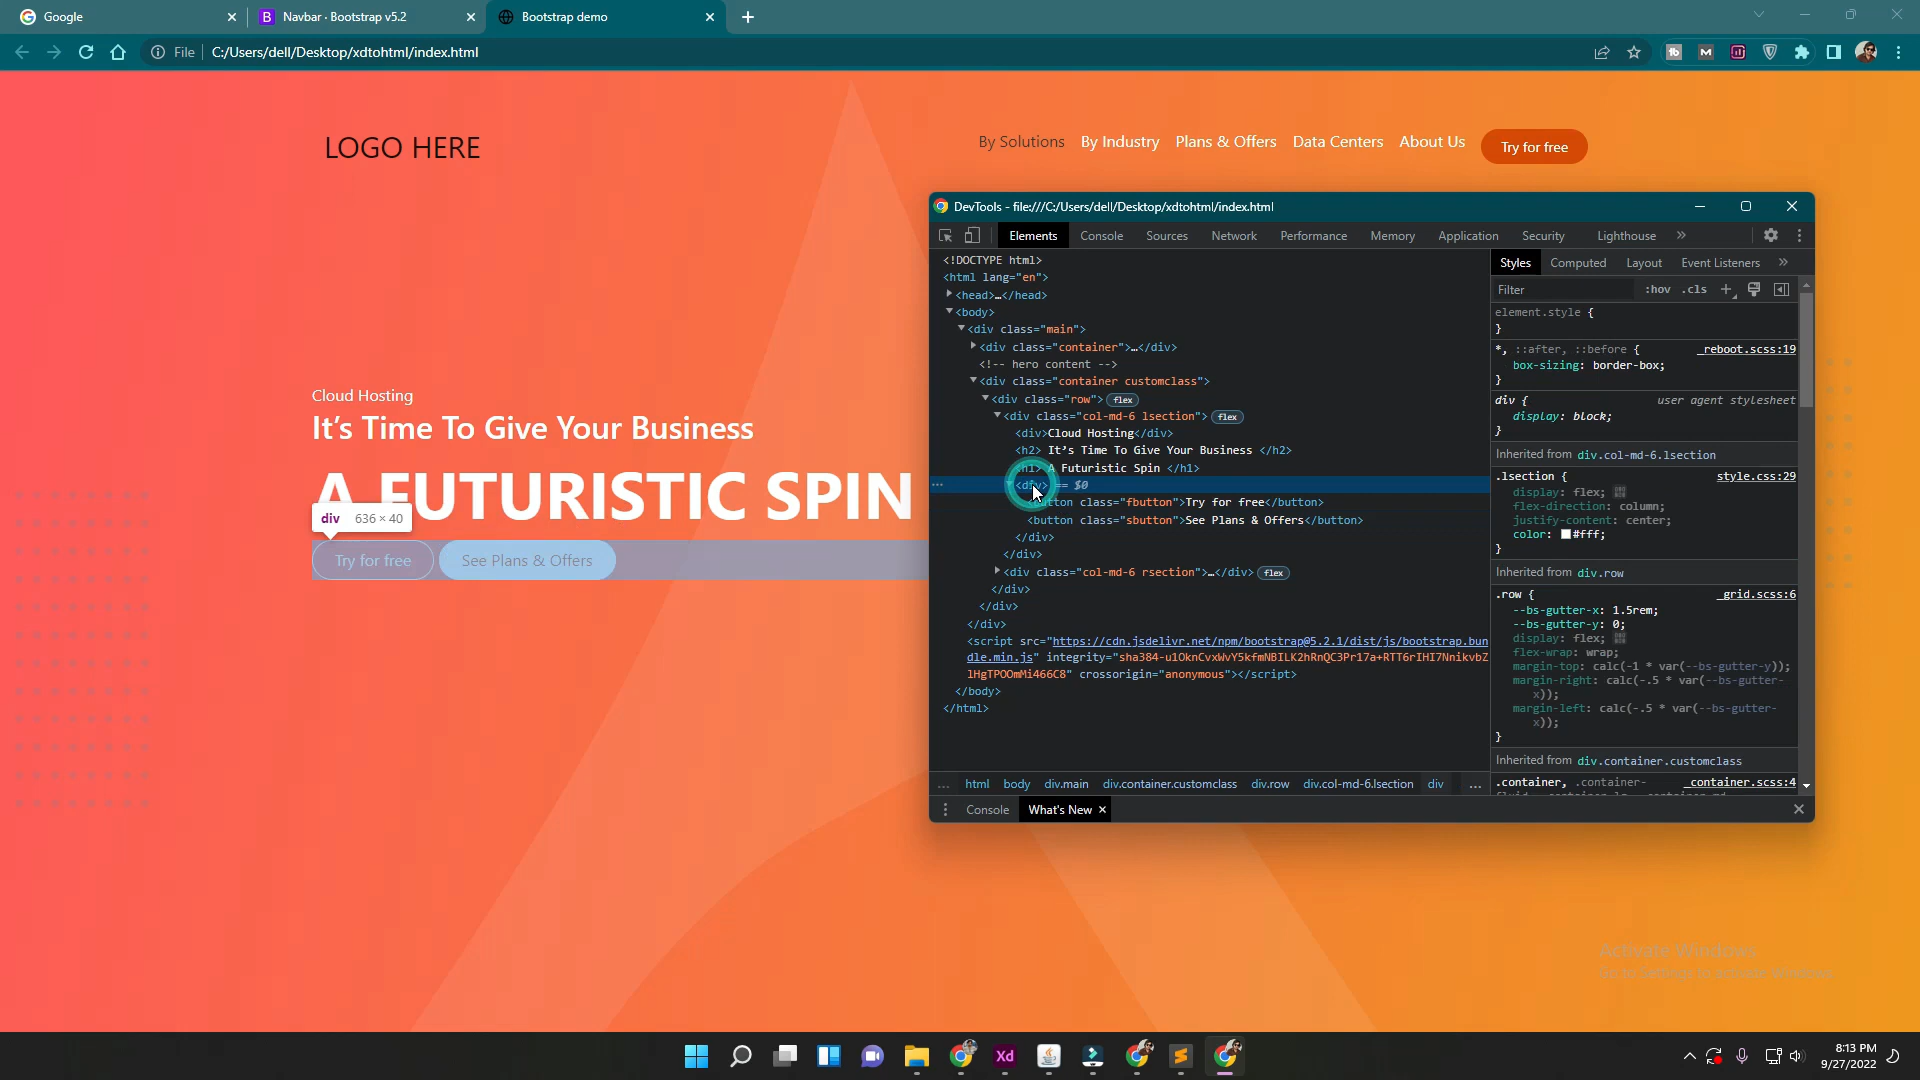 Google
Navbar · Bootstrap v5.2
Bootstrap demo
File
C:/Users/dell/Desktop/xdtohtml/index.html
LOGO HERE
By Solutions
By Industry
Plans & Offers
Data Centers
About Us
Try for free
Cloud Hosting
It's Time To Give Your Business
A FUTURISTIC SPIN
div 636 × 40
Try for free
See Plans & Offers
DevTools - file:///C:/Users/dell/Desktop/xdtohtml/index.html
Elements Console Sources Network Performance Memory Application Security Lighthouse »
<!DOCTYPE html>
<html lang="en">
<head>…</head>
<body>
<div class="main">
<div class="container">…</div>
<!-- hero content -->
<div class="container customclass">
<div class="row"> flex
<div class="col-md-6 lsection"> flex
<div>Cloud Hosting</div>
<h2> It's Time To Give Your Business </h2>
<h1> A Futuristic Spin </h1>
<div> == $0
<button class="fbutton">Try for free</button>
<button class="sbutton">See Plans & Offers</button>
</div>
</div>
<div class="col-md-6 rsection">…</div> flex
</div>
</div>
</div>
<script src="https://cdn.jsdelivr.net/npm/bootstrap@5.2.1/dist/js/bootstrap.bun
dle.min.js" integrity="sha384-u1OknCvxWvY5kfmNBILK2hRnQC3Pr17a+RTT6rIHI7NnikvbZ
lHgTPOOmMi466C8" crossorigin="anonymous"></script>
</body>
</html>
Styles Computed Layout Event Listeners »
Filter :hov .cls +
element.style {
}
*, ::after, ::before { _reboot.scss:19
box-sizing: border-box;
}
div { user agent stylesheet
display: block;
}
Inherited from div.col-md-6.lsection
.lsection { style.css:29
display: flex;
flex-direction: column;
justify-content: center;
color: #fff;
}
Inherited from div.row
.row { _grid.scss:6
--bs-gutter-x: 1.5rem;
--bs-gutter-y: 0;
display: flex;
flex-wrap: wrap;
margin-top: calc(-1 * var(--bs-gutter-y));
margin-right: calc(-.5 * var(--bs-gutter-
x));
margin-left: calc(-.5 * var(--bs-gutter-
x));
}
Inherited from div.container.customclass
.container, .container- _container.scss:4
... html body div.main div.container.customclass div.row div.col-md-6.lsection div ...
Console What's New
Activate Windows
Go to Settings to activate Windows.
Xd
8:13 PM
9/27/2022